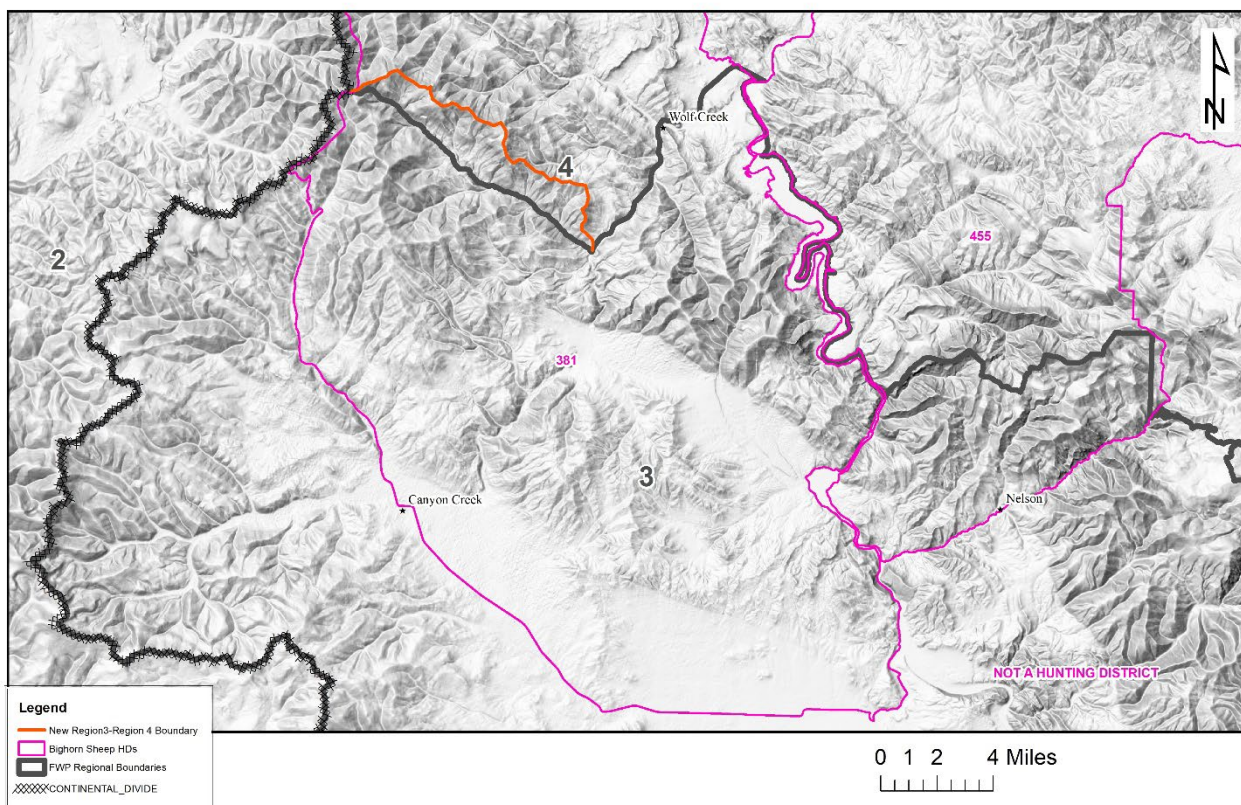 N
Wolf Creek
4
455
2
381
3
Canyon Creek
Nelson
NOT A HUNTING DISTRICT
Legend
New Region3-Region 4 Boundary
Bighorn Sheep HDs
FWP Regional Boundaries
CONTINENTAL_DIVIDE
0 1 2 4 Miles